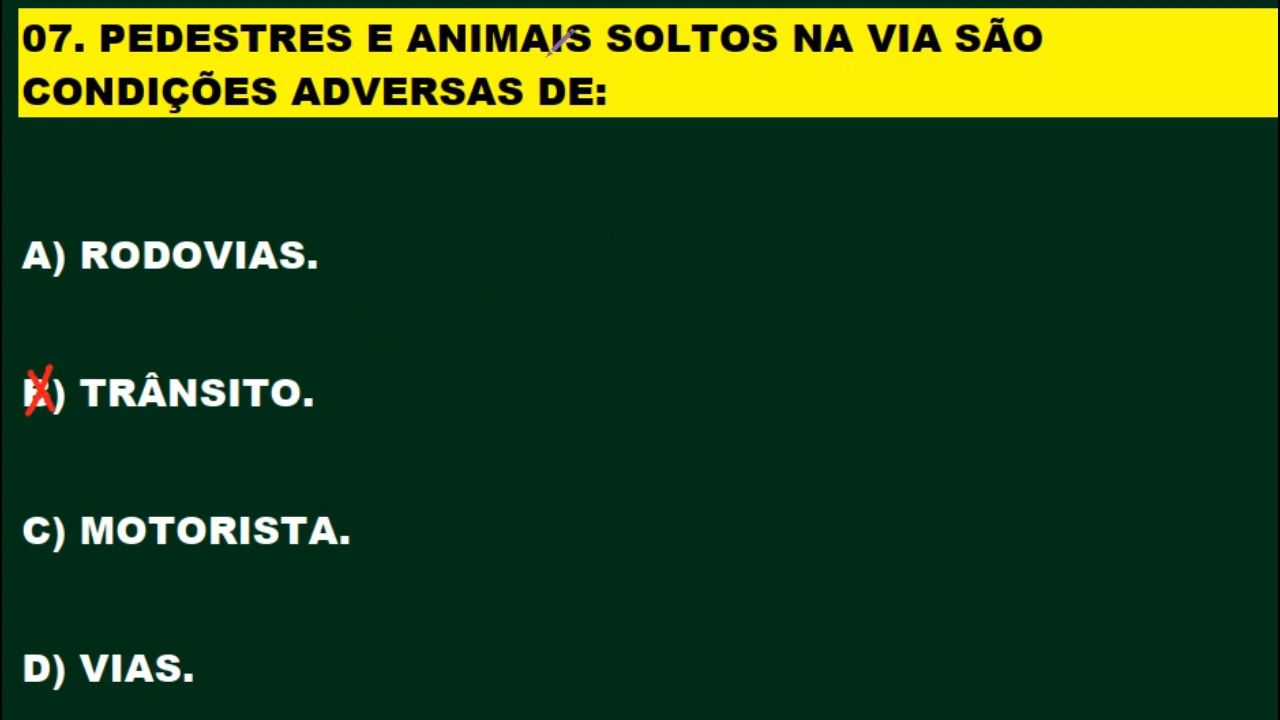 07. PEDESTRES E ANIMAIS SOLTOS NA VIA SÃO
CONDIÇÕES ADVERSAS DE:
A) RODOVIAS.
B) TRÂNSITO.
C) MOTORISTA.
D) VIAS.